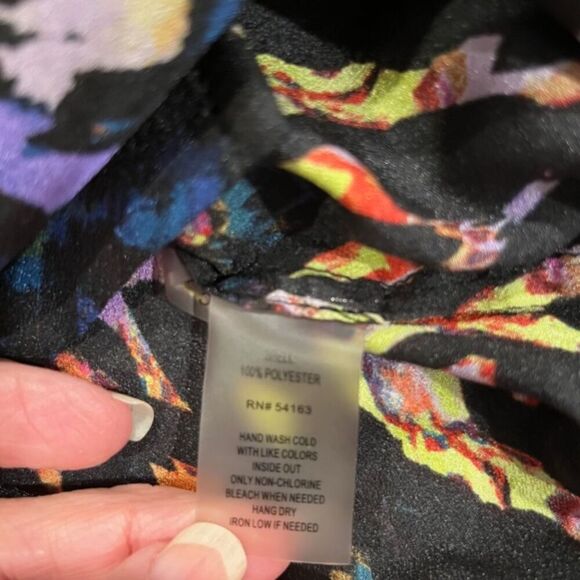 SHELL
100% POLYESTER
RN# 54163
HAND WASH COLD
WITH LIKE COLORS
INSIDE OUT
ONLY NON-CHLORINE
BLEACH WHEN NEEDED
HANG DRY
IRON LOW IF NEEDED